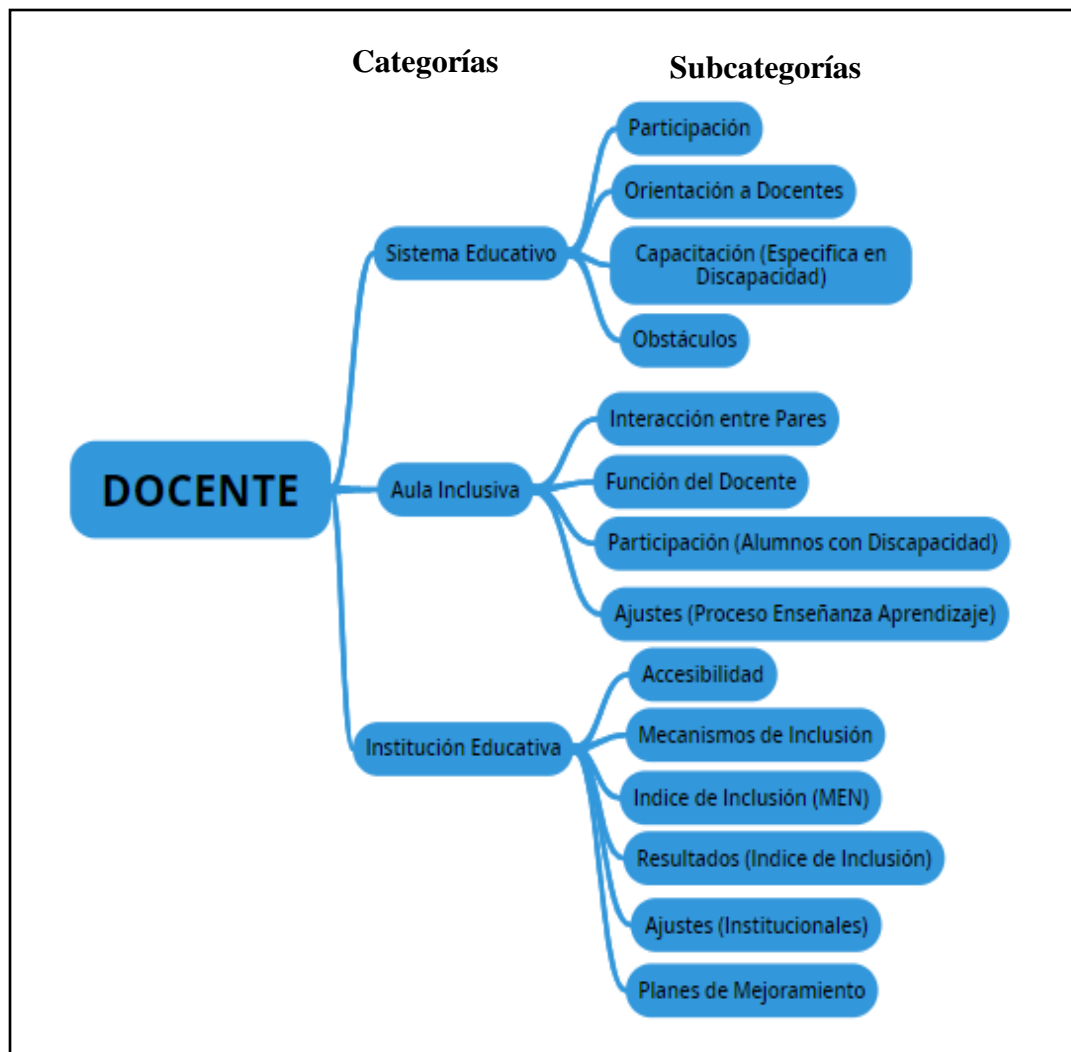 Categorías
Subcategorías
DOCENTE
Sistema Educativo
Participación
Orientación a Docentes
Capacitación (Especifica en
Discapacidad)
Obstáculos
Aula Inclusiva
Interacción entre Pares
Función del Docente
Participación (Alumnos con Discapacidad)
Ajustes (Proceso Enseñanza Aprendizaje)
Institución Educativa
Accesibilidad
Mecanismos de Inclusión
Indice de Inclusión (MEN)
Resultados (Indice de Inclusión)
Ajustes (Institucionales)
Planes de Mejoramiento